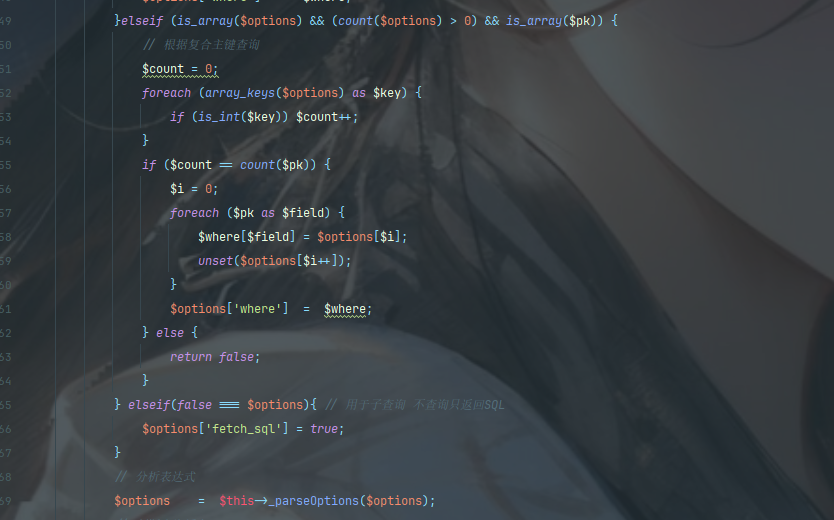 49 }elseif (is_array($options) && (count($options) > 0) && is_array($pk)) {
50 // 根据复合主键查询
51 $count = 0;
52 foreach (array_keys($options) as $key) {
53 if (is_int($key)) $count++;
54 }
55 if ($count == count($pk)) {
56 $i = 0;
57 foreach ($pk as $field) {
58 $where[$field] = $options[$i];
59 unset($options[$i++]);
60 }
61 $options['where']  =  $where;
62 } else {
63 return false;
64 }
65 } elseif(false === $options){ // 用于子查询 不查询只返回SQL
66 $options['fetch_sql'] = true;
67 }
68 // 分析表达式
69 $options    =  $this->_parseOptions($options);